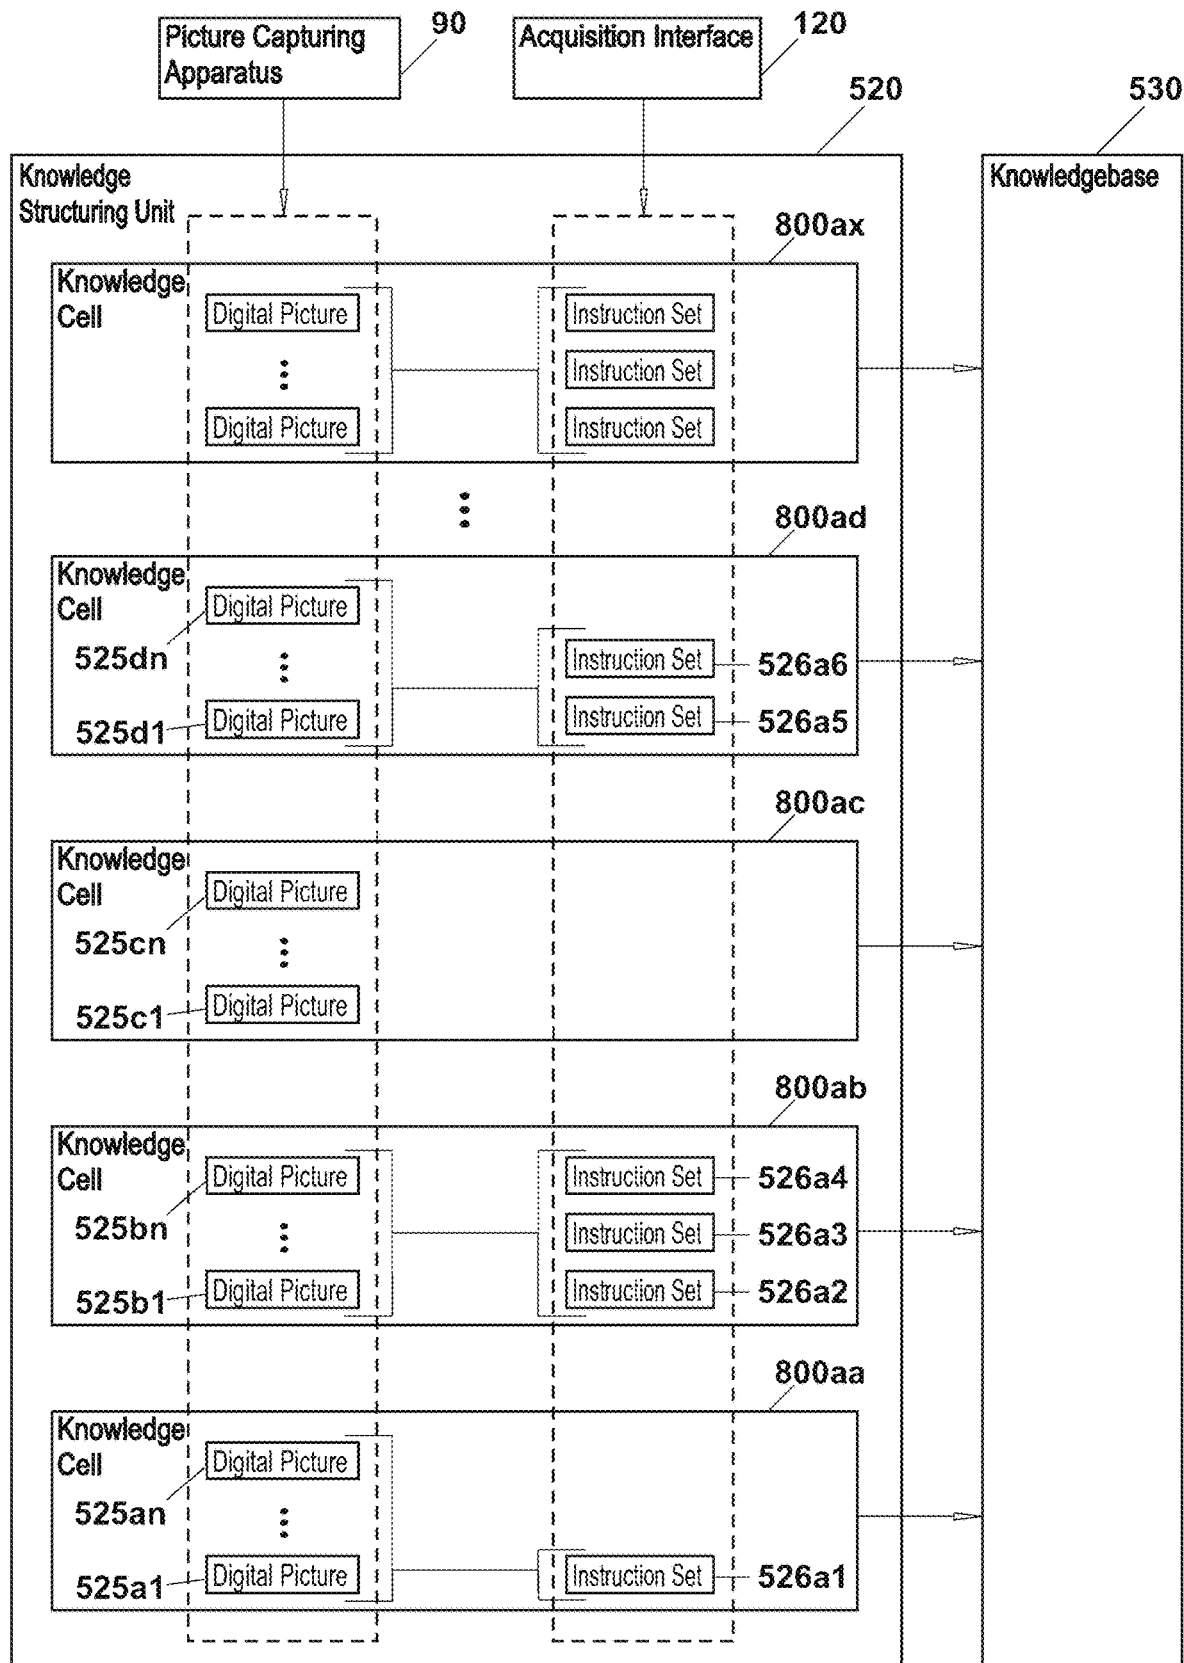 Picture Capturing
Apparatus
90
Acquisition Interface
120
520
530
Knowledge
Structuring Unit
Knowledgebase
800ax
Knowledge
Cell
Digital Picture
Instruction Set
Instruction Set
Digital Picture
Instruction Set
800ad
Knowledge
Cell
Digital Picture
525dn
Instruction Set
526a6
525d1
Digital Picture
Instruction Set
526a5
800ac
Knowledge
Cell
Digital Picture
525cn
525c1
Digital Picture
800ab
Knowledge
Cell
Digital Picture
Instruction Set
526a4
525bn
Instruction Set
526a3
525b1
Digital Picture
Instruction Set
526a2
800aa
Knowledge
Cell
Digital Picture
525an
525a1
Digital Picture
Instruction Set
526a1